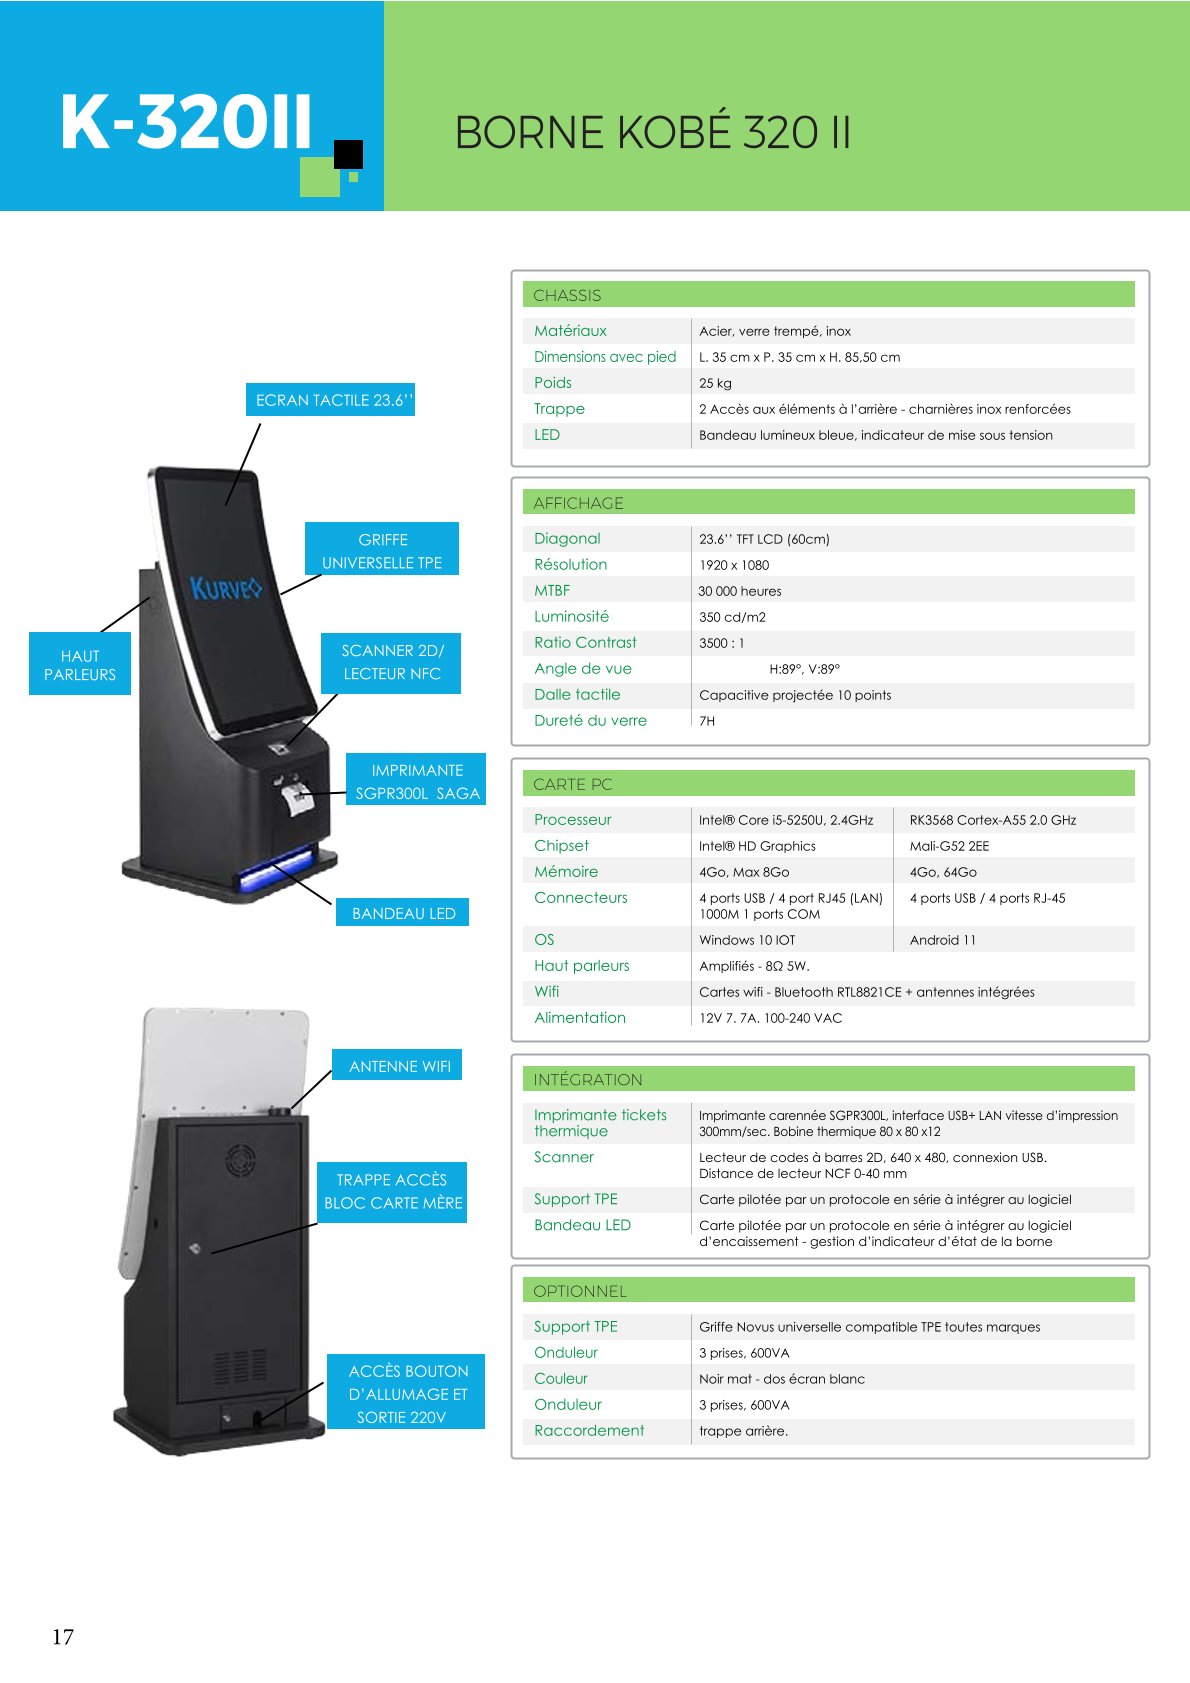 K-320II
BORNE KOBÉ 320 II
ECRAN TACTILE 23.6’’
GRIFFE
UNIVERSELLE TPE
KURVE
HAUT
PARLEURS
SCANNER 2D/
LECTEUR NFC
IMPRIMANTE
SGPR300L SAGA
BANDEAU LED
ANTENNE WIFI
TRAPPE ACCÈS
BLOC CARTE MÈRE
ACCÈS BOUTON
D’ALLUMAGE ET
SORTIE 220V
CHASSIS
Matériaux Acier, verre trempé, inox
Dimensions avec pied L. 35 cm x P. 35 cm x H. 85,50 cm
Poids 25 kg
Trappe 2 Accès aux éléments à l’arrière - charnières inox renforcées
LED Bandeau lumineux bleue, indicateur de mise sous tension
AFFICHAGE
Diagonal 23.6’’ TFT LCD (60cm)
Résolution 1920 x 1080
MTBF 30 000 heures
Luminosité 350 cd/m2
Ratio Contrast 3500 : 1
Angle de vue H:89°, V:89°
Dalle tactile Capacitive projectée 10 points
Dureté du verre 7H
CARTE PC
Processeur Intel® Core i5-5250U, 2.4GHz RK3568 Cortex-A55 2.0 GHz
Chipset Intel® HD Graphics Mali-G52 2EE
Mémoire 4Go, Max 8Go 4Go, 64Go
Connecteurs 4 ports USB / 4 port RJ45 (LAN) 4 ports USB / 4 ports RJ-45
1000M 1 ports COM
OS Windows 10 IOT Android 11
Haut parleurs Amplifiés - 8Ω 5W.
Wifi Cartes wifi - Bluetooth RTL8821CE + antennes intégrées
Alimentation 12V 7. 7A. 100-240 VAC
INTÉGRATION
Imprimante tickets Imprimante carennée SGPR300L, interface USB+ LAN vitesse d’impression
thermique 300mm/sec. Bobine thermique 80 x 80 x12
Scanner Lecteur de codes à barres 2D, 640 x 480, connexion USB.
Distance de lecteur NCF 0-40 mm
Support TPE Carte pilotée par un protocole en série à intégrer au logiciel
Bandeau LED Carte pilotée par un protocole en série à intégrer au logiciel
d’encaissement - gestion d’indicateur d’état de la borne
OPTIONNEL
Support TPE Griffe Novus universelle compatible TPE toutes marques
Onduleur 3 prises, 600VA
Couleur Noir mat - dos écran blanc
Onduleur 3 prises, 600VA
Raccordement trappe arrière.
17